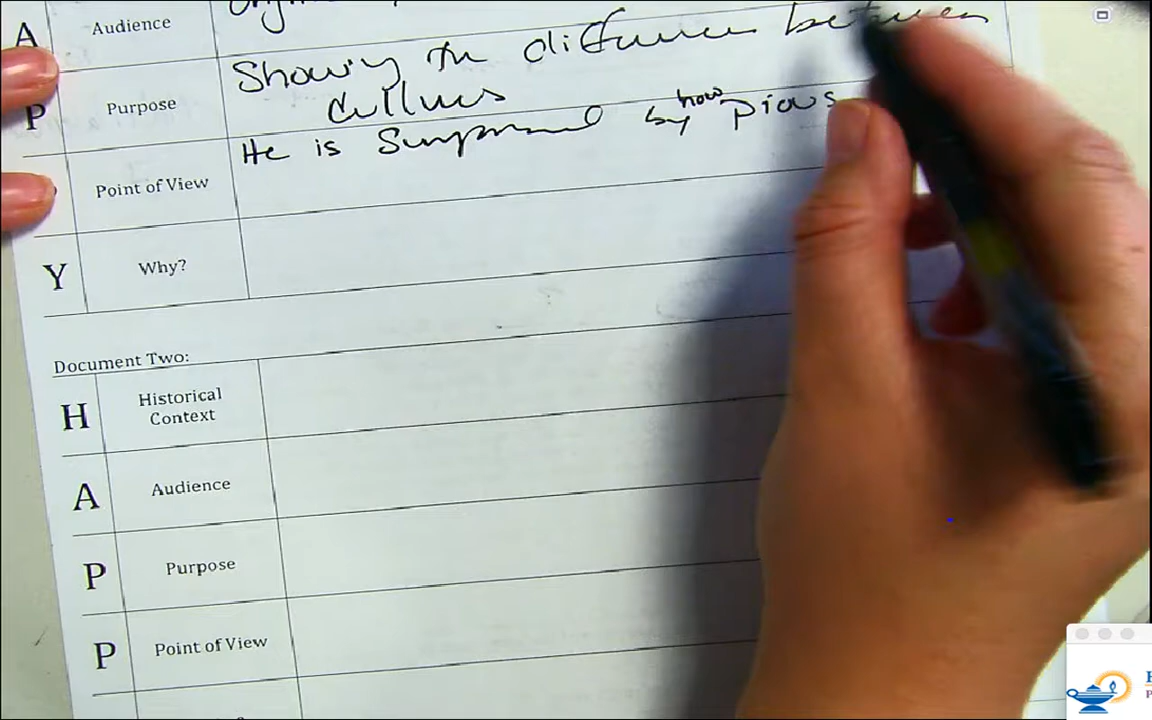 A Audience
P Purpose Showing the difference between
Cultures
He is Surprised by how pious
Point of View
Y Why?
Document Two:
H Historical
Context
A Audience
P Purpose
P Point of View